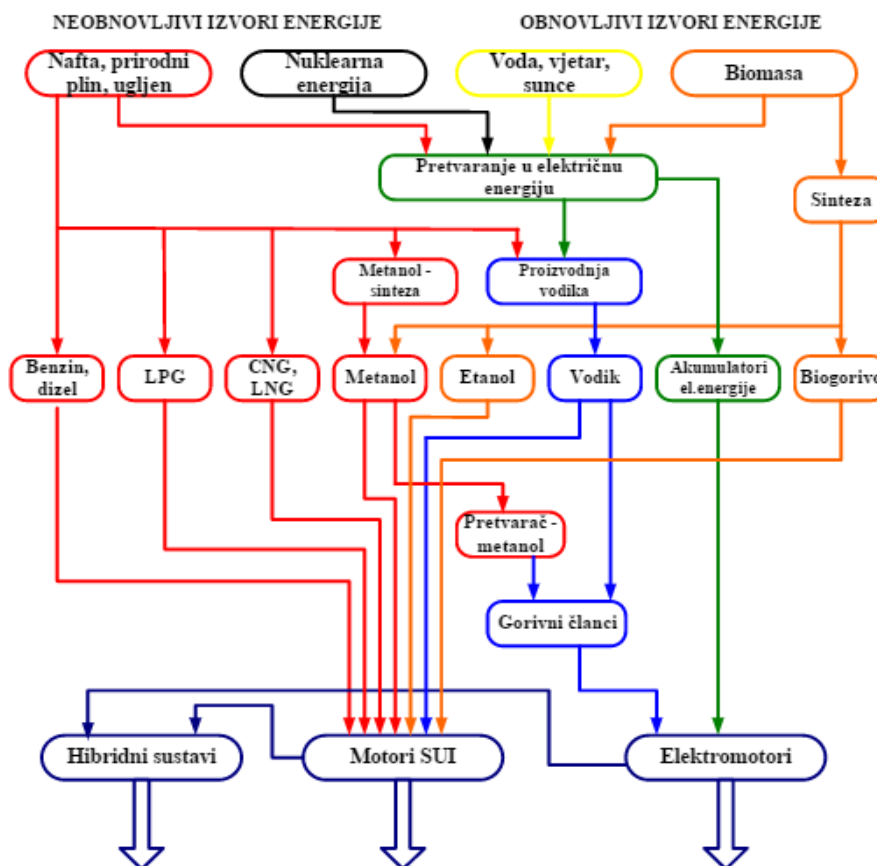 NEOBNOVLJIVI IZVORI ENERGIJE
OBNOVLJIVI IZVORI ENERGIJE
Nafta, prirodni
plin, ugljen
Nuklearna
energija
Voda, vjetar,
sunce
Biomasa
Pretvaranje u električnu
energiju
Sinteza
Metanol -
sinteza
Proizvodnja
vodika
Benzin,
dizel
LPG
CNG,
LNG
Metanol
Etanol
Vodik
Akumulatori
el.energije
Biogorivo
Pretvarač -
metanol
Gorivni članci
Hibridni sustavi
Motori SUI
Elektromotori